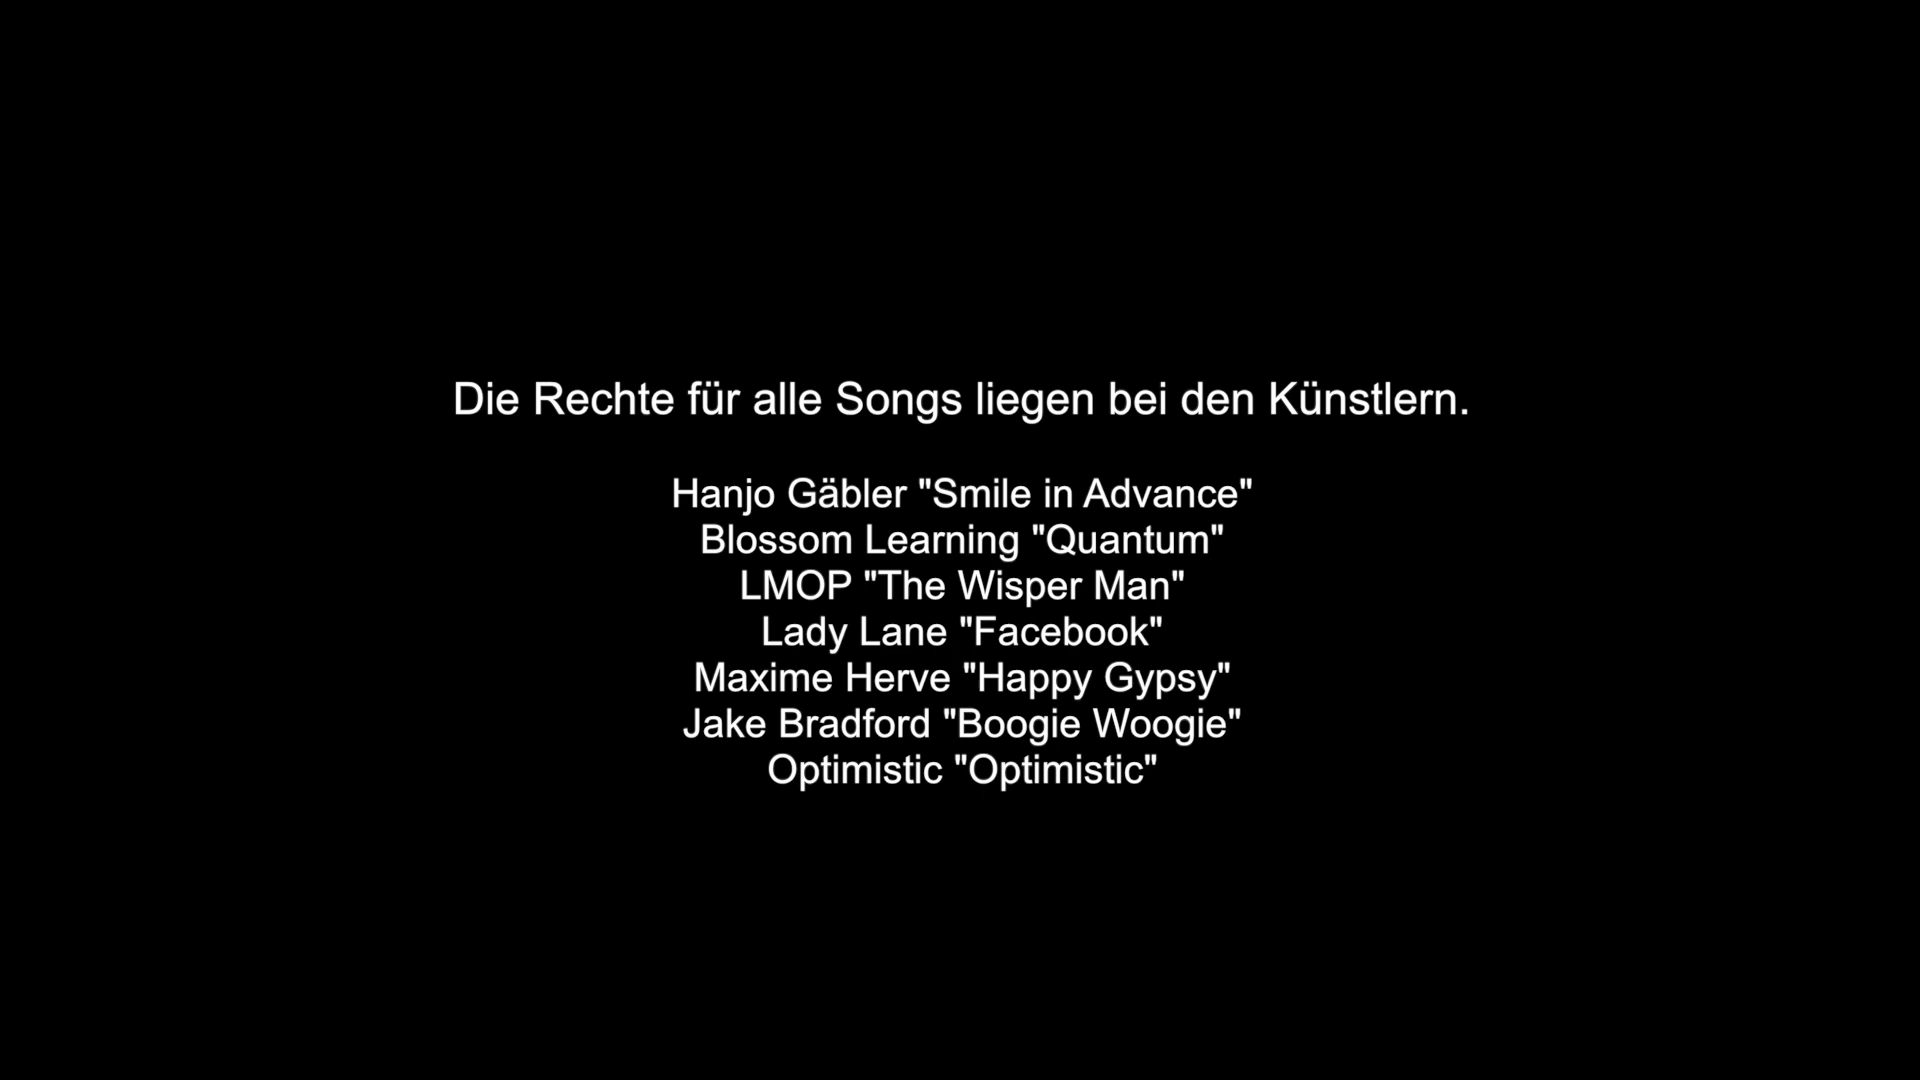 Die Rechte für alle Songs liegen bei den Künstlern.
Hanjo Gäbler "Smile in Advance"
Blossom Learning "Quantum"
LMOP "The Wisper Man"
Lady Lane "Facebook"
Maxime Herve "Happy Gypsy"
Jake Bradford "Boogie Woogie"
Optimistic "Optimistic"